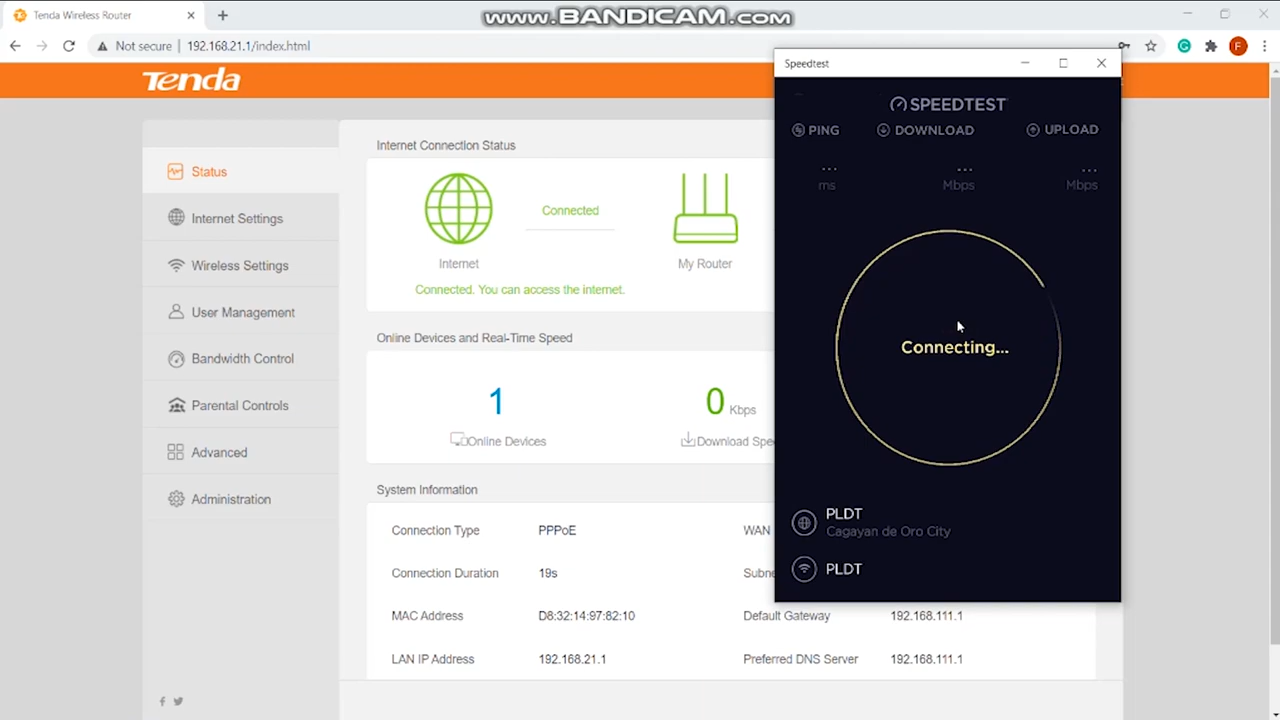 Tenda Wireless Router
www.BANDICAM.com
Not secure
192.168.21.1/index.html
F
Tenda
Status
Internet Settings
Wireless Settings
User Management
Bandwidth Control
Parental Controls
Advanced
Administration
Internet Connection Status
Connected
Internet
My Router
Connected. You can access the internet.
Online Devices and Real-Time Speed
1
Online Devices
0 Kbps
Download Spe
System Information
Connection Type PPPoE WAN
Connection Duration 19s Subne
MAC Address D8:32:14:97:82:10 Default Gateway 192.168.111.1
LAN IP Address 192.168.21.1 Preferred DNS Server 192.168.111.1
Speedtest
SPEEDTEST
PING DOWNLOAD UPLOAD
... ... ...
ms Mbps Mbps
Connecting...
PLDT
Cagayan de Oro City
PLDT